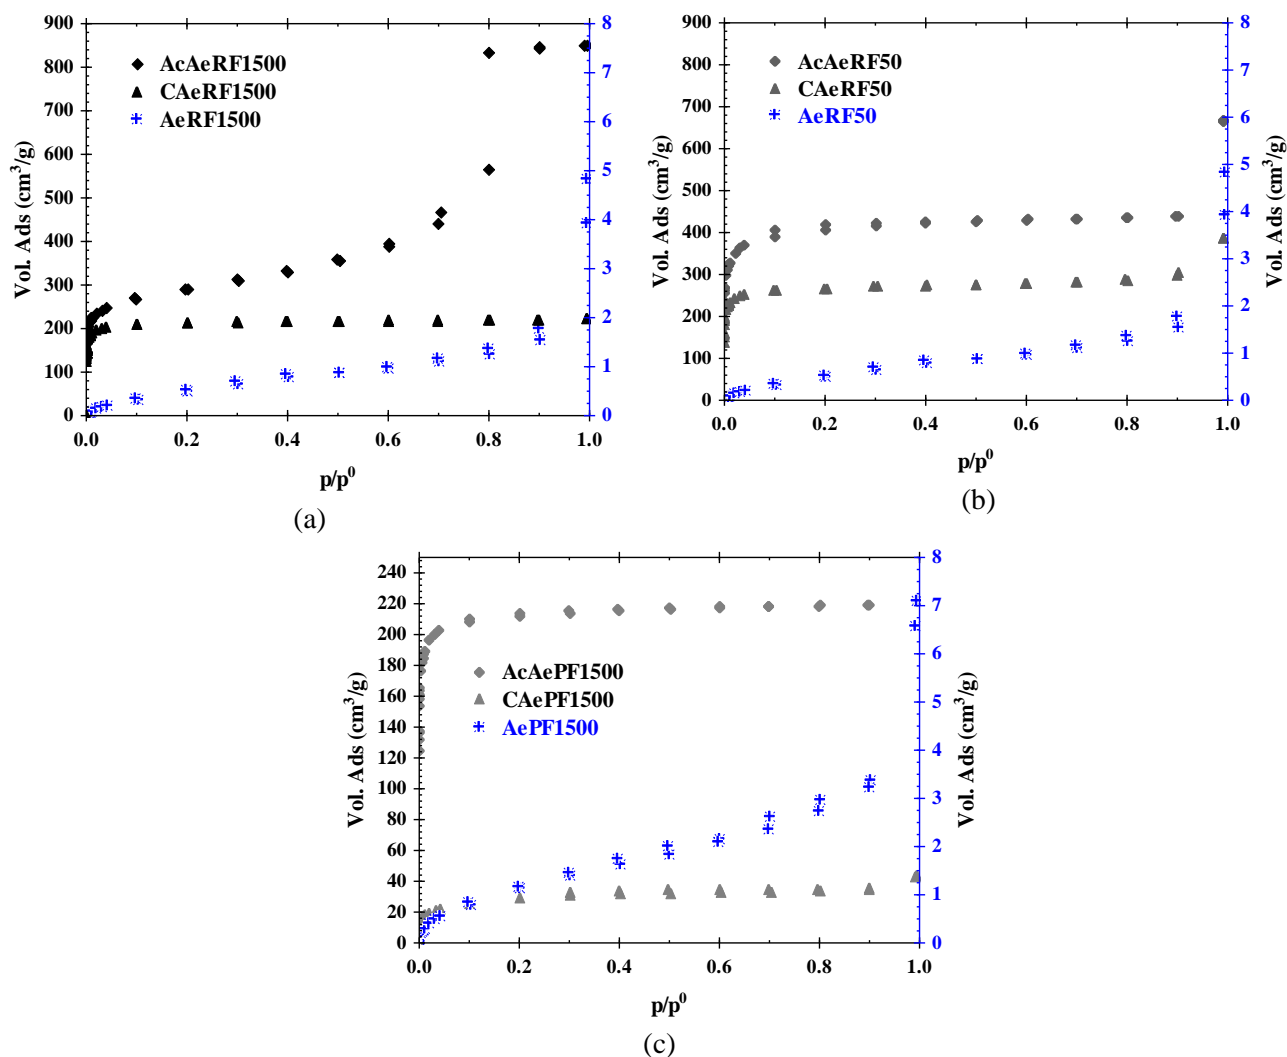 900
800
700
600
500
400
300
200
100
0
Vol. Ads (cm³/g)
AcAeRF1500
CAeRF1500
AeRF1500
8
7
6
5
4
3
2
1
0
0.0 0.2 0.4 0.6 0.8 1.0
p/p⁰
(a)
900
800
700
600
500
400
300
200
100
0
Vol. Ads (cm³/g)
AcAeRF50
CAeRF50
AeRF50
8
7
6
5
4
3
2
1
0
Vol. Ads (cm³/g)
0.0 0.2 0.4 0.6 0.8 1.0
p/p⁰
(b)
240
220
200
180
160
140
120
100
80
60
40
20
0
Vol. Ads (cm³/g)
AcAePF1500
CAePF1500
AePF1500
8
7
6
5
4
3
2
1
0
Vol. Ads (cm³/g)
0.0 0.2 0.4 0.6 0.8 1.0
p/p⁰
(c)